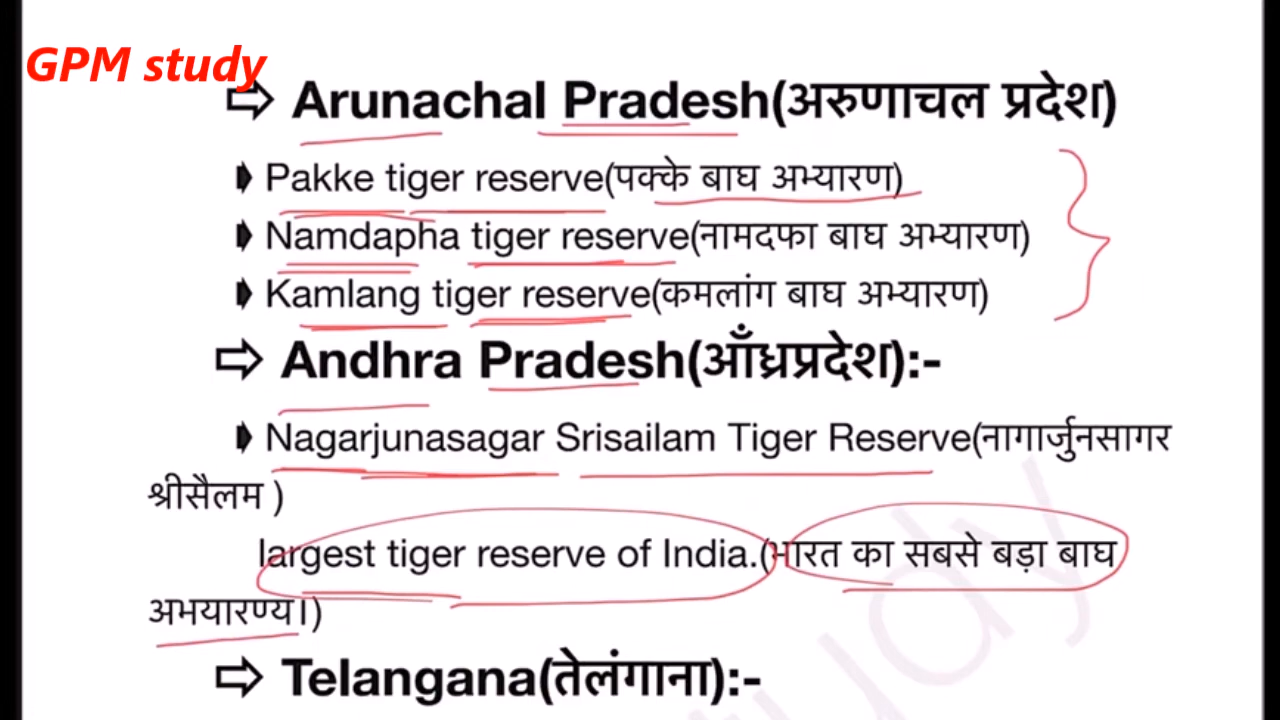 GPM study
⇨ Arunachal Pradesh(अरुणाचल प्रदेश)
➧ Pakke tiger reserve(पक्के बाघ अभ्यारण)
➧ Namdapha tiger reserve(नामदफा बाघ अभ्यारण)
➧ Kamlang tiger reserve(कमलांग बाघ अभ्यारण)
⇨ Andhra Pradesh(आँध्रप्रदेश):-
➧ Nagarjunasagar Srisailam Tiger Reserve(नागार्जुनसागर
श्रीसैलम )
largest tiger reserve of India.(भारत का सबसे बड़ा बाघ
अभयारण्य।)
⇨ Telangana(तेलंगाना):-
study